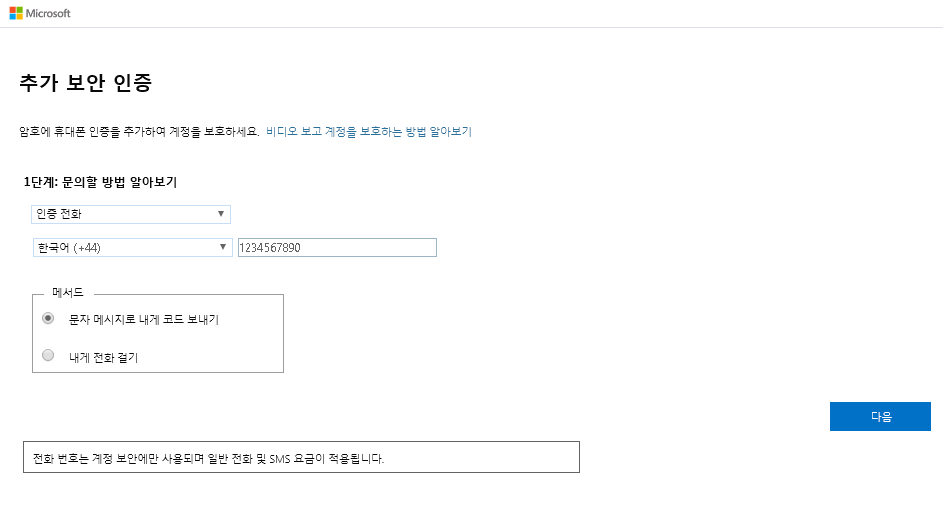 Microsoft
추가 보안 인증
암호에 휴대폰 인증을 추가하여 계정을 보호하세요. 비디오 보고 계정을 보호하는 방법 알아보기
1단계: 문의할 방법 알아보기
인증 전화
한국어 (+44) 1234567890
메서드
문자 메시지로 내게 코드 보내기
내게 전화 걸기
다음
전화 번호는 계정 보안에만 사용되며 일반 전화 및 SMS 요금이 적용됩니다.